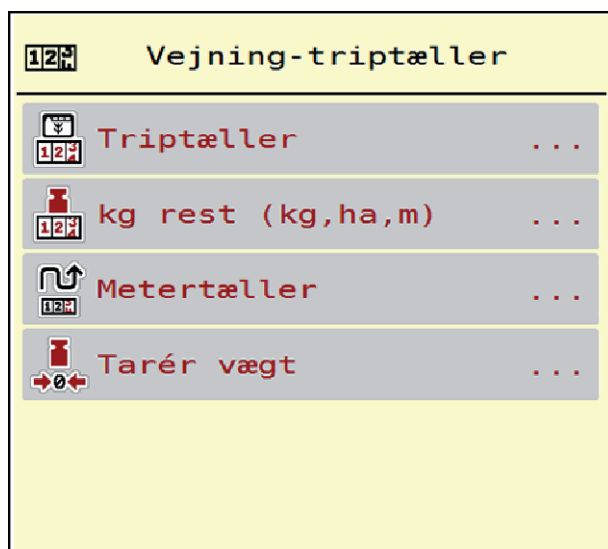 Vejning-triptæller
Triptæller ...
kg rest (kg,ha,m) ...
Metertæller ...
Tarér vægt ...